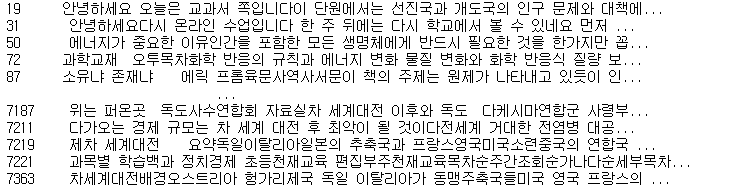 19 안녕하세요 오늘은 교과서 쪽입니다이 단원에서는 선진국과 개도국의 인구 문제와 대책에...
31 안녕하세요다시 온라인 수업입니다 한 주 뒤에는 다시 학교에서 볼 수 있네요 먼저 ...
50 에너지가 중요한 이유인간을 포함한 모든 생명체에게 반드시 필요한 것을 한가지만 꼽...
72 과학교재 오투목차화학 반응의 규칙과 에너지 변화 물질 변화와 화학 반응식 질량 보...
87 소유냐 존재냐 에릭 프롬육문사역사서문이 책의 주제는 원제가 나타내고 있듯이 인...
...
7187 위는 퍼온곳 독도사수연합회 자료실차 세계대전 이후와 독도 다케시마연합군 사령부...
7211 다가오는 경제 규모는 차 세계 대전 후 최악이 될 것이다전세계 거대한 전염병 대공...
7219 제차 세계대전 요약독일이탈리아일본의 추축국과 프랑스영국미국소련중국의 연합국 ...
7221 과목별 학습백과 정치경제 초등천재교육 편집부주천재교육목차순주간조회순가나다순세부목차...
7363 차세계대전배경오스트리아 헝가리제국 독일 이탈리아가 동맹주축국들미국 영국 프랑스의 ...